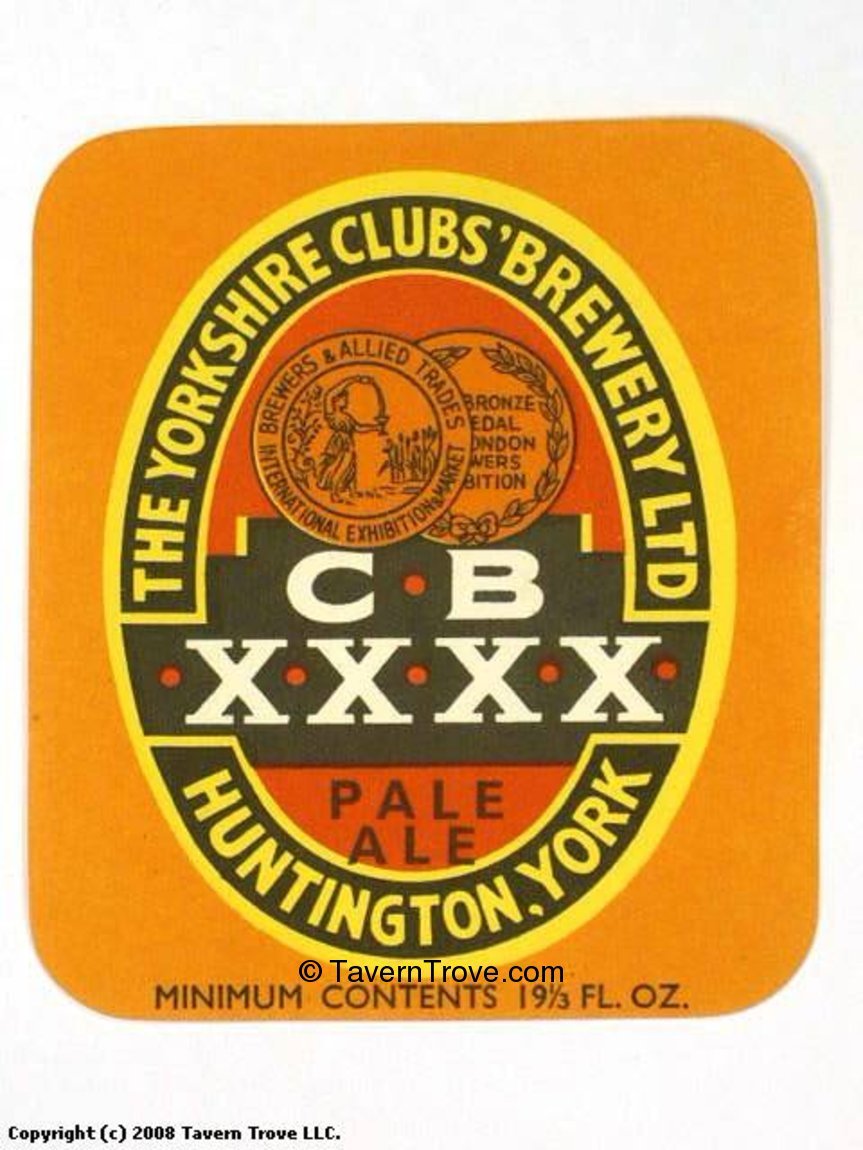 THE YORKSHIRE CLUBS' BREWERY LTD
BREWERS & ALLIED TRADES
INTERNATIONAL EXHIBITION & MARKET
BRONZE
EDAL
ONDON
WERS
BITION
C·B
·X·X·X·X·
PALE
ALE
HUNTINGTON, YORK
© TavernTrove.com
MINIMUM CONTENTS 19⅓ FL. OZ.
Copyright (c) 2008 Tavern Trove LLC.